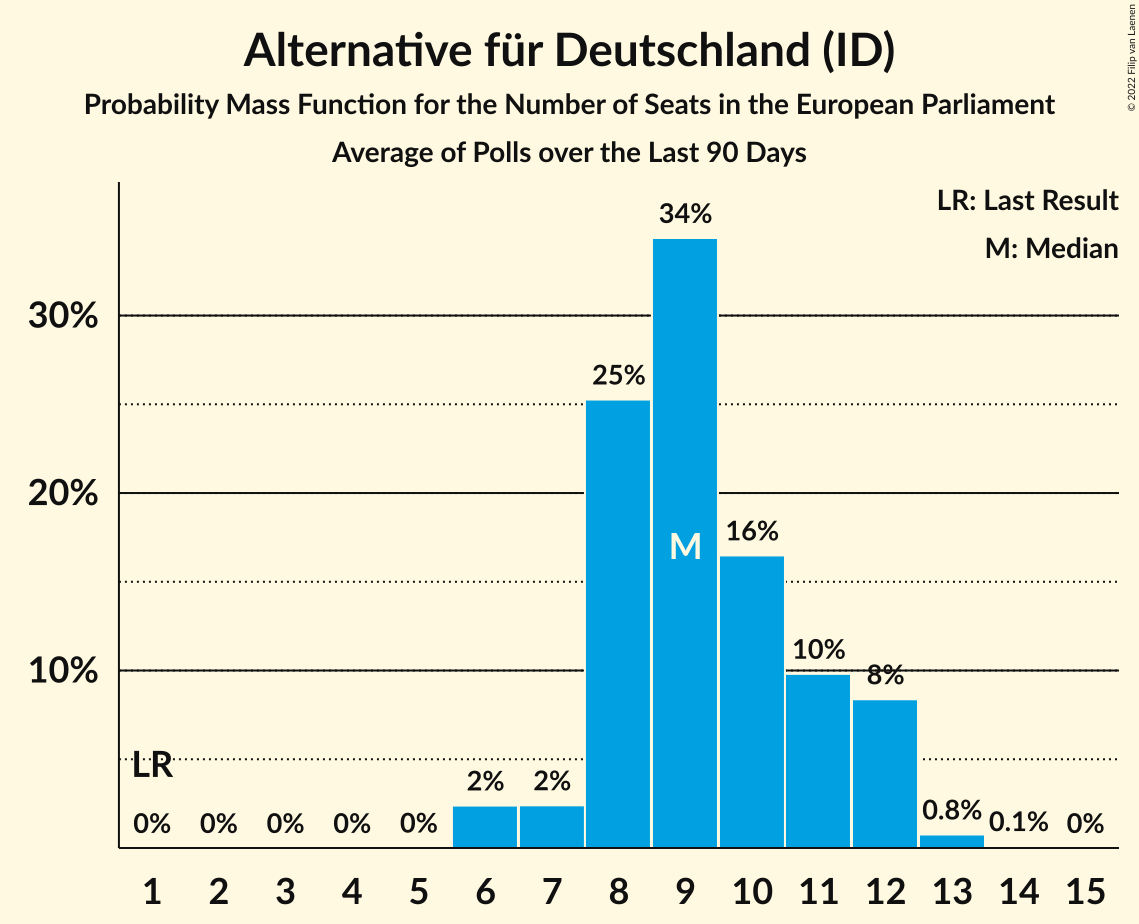 Alternative für Deutschland (ID)
Probability Mass Function for the Number of Seats in the European Parliament
Average of Polls over the Last 90 Days
© 2022 Filip van Laenen
LR: Last Result
M: Median
34%
30%
25%
20%
16%
M
10%
10%
8%
LR
2%
2%
0%
0%
0%
0%
0%
0.8%
0.1%
0%
1 2 3 4 5 6 7 8 9 10 11 12 13 14 15